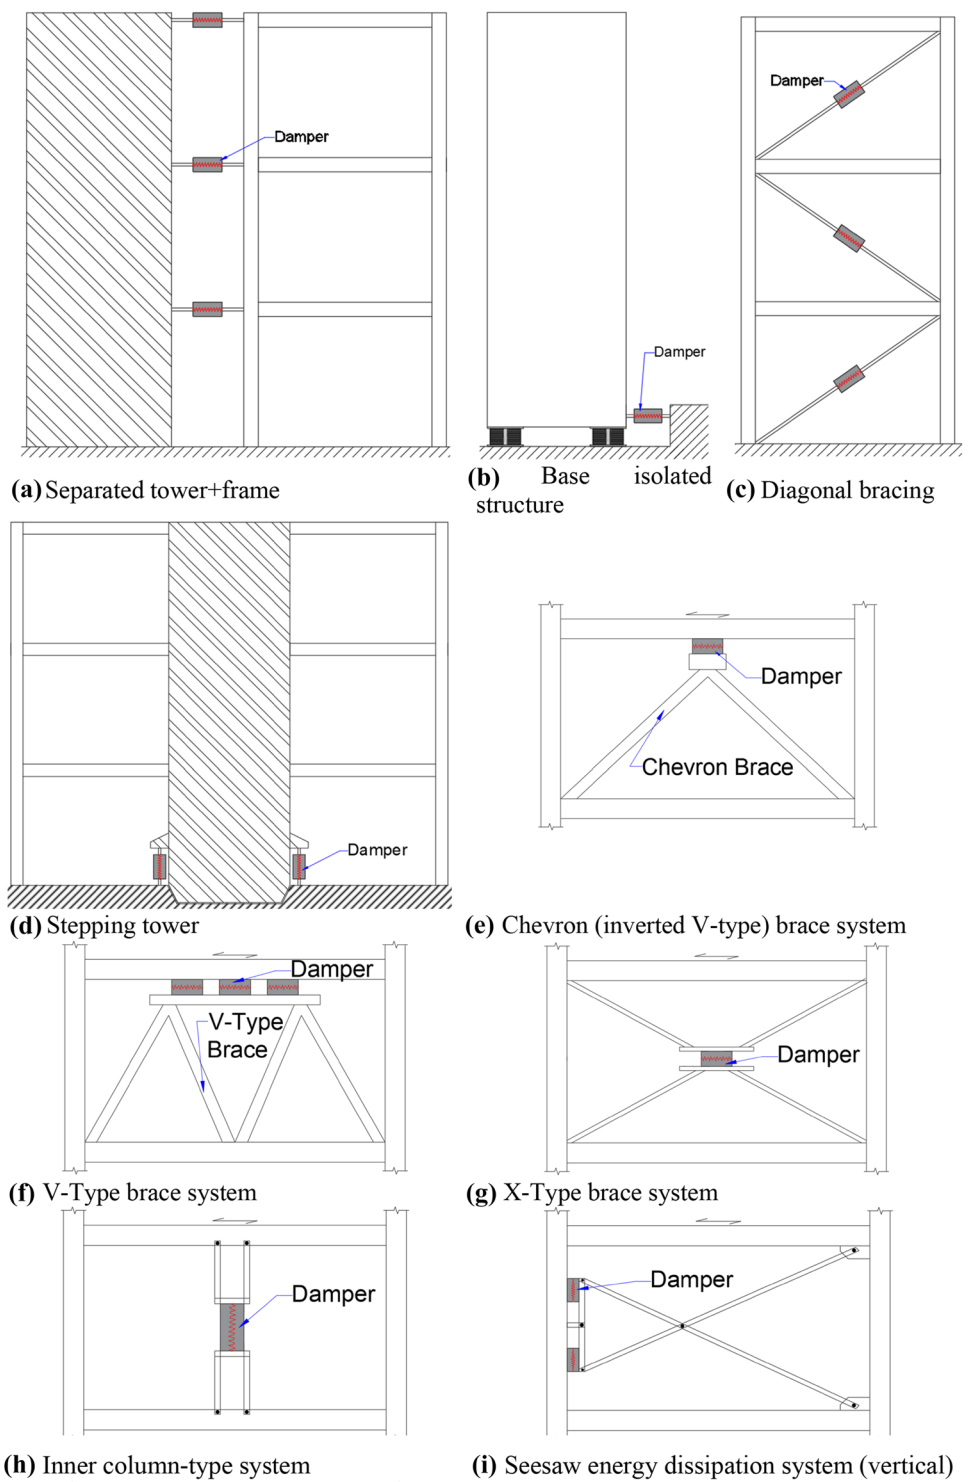 Damper
Damper
Damper
(a) Separated tower+frame
(b) Base isolated
structure
(c) Diagonal bracing
Damper
(d) Stepping tower
Damper
Chevron Brace
(e) Chevron (inverted V-type) brace system
Damper
V-Type
Brace
(f) V-Type brace system
Damper
(g) X-Type brace system
Damper
(h) Inner column-type system
Damper
(i) Seesaw energy dissipation system (vertical)